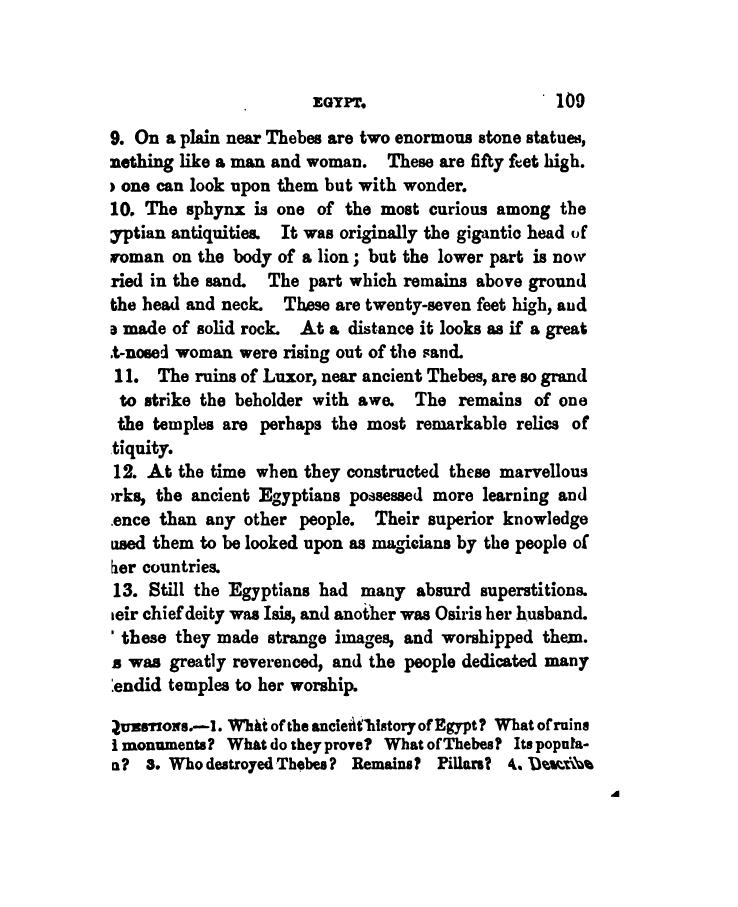 EGYPT. 109
9. On a plain near Thebes are two enormous stone statues,
nething like a man and woman. These are fifty feet high.
one can look upon them but with wonder.
10. The sphynx is one of the most curious among the
yptian antiquities. It was originally the gigantic head of
woman on the body of a lion; but the lower part is now
ried in the sand. The part which remains above ground
the head and neck. These are twenty-seven feet high, and
made of solid rock. At a distance it looks as if a great
t-nosed woman were rising out of the sand.
11. The ruins of Luxor, near ancient Thebes, are so grand
to strike the beholder with awe. The remains of one
the temples are perhaps the most remarkable relics of
tiquity.
12. At the time when they constructed these marvellous
rks, the ancient Egyptians possessed more learning and
ence than any other people. Their superior knowledge
used them to be looked upon as magicians by the people of
her countries.
13. Still the Egyptians had many absurd superstitions.
eir chief deity was Isis, and another was Osiris her husband.
these they made strange images, and worshipped them.
s was greatly reverenced, and the people dedicated many
endid temples to her worship.
QUESTIONS.—1. What of the ancient history of Egypt? What of ruins
monuments? What do they prove? What of Thebes? Its popula-
n? 3. Who destroyed Thebes? Remains? Pillars? 4. Describe